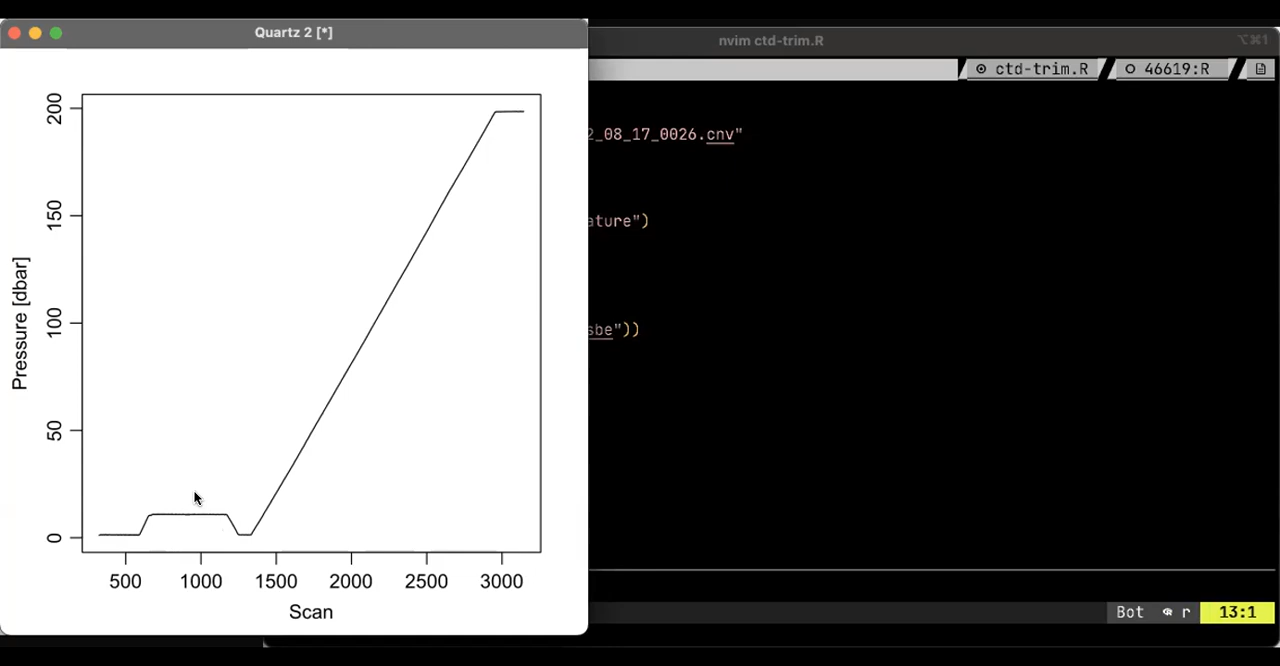 Quartz 2 [*]
nvim ctd-trim.R
⌥⌘1
ctd-trim.R
46619:R
2_08_17_0026.cnv"
ature")
sbe"))
200
150
100
50
0
Pressure [dbar]
500 1000 1500 2000 2500 3000
Scan
Bot r 13:1